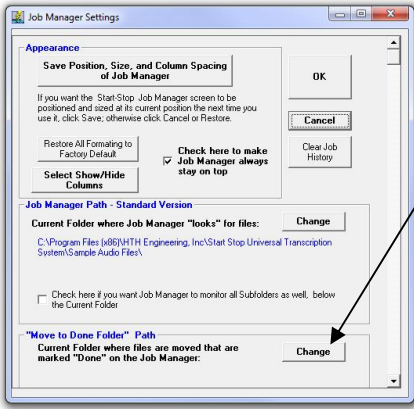 Job Manager Settings
Appearance
Save Position, Size, and Column Spacing
of Job Manager
OK
If you want the Start-Stop Job Manager screen to be
positioned and sized at its current position the next time you
use it, click Save; otherwise click Cancel or Restore.
Cancel
Restore All Formating to
Factory Default
Check here to make
Job Manager always
stay on top
Clear Job
History
Select Show/Hide
Columns
Job Manager Path - Standard Version
Current Folder where Job Manager "looks" for files:
Change
C:\Program Files (x86)\HTH Engineering, Inc\Start Stop Universal Transcription
System\Sample Audio Files\
Check here if you want Job Manager to monitor all Subfolders as well, below
the Current Folder
"Move to Done Folder" Path
Current Folder where files are moved that are
marked "Done" on the Job Manager:
Change